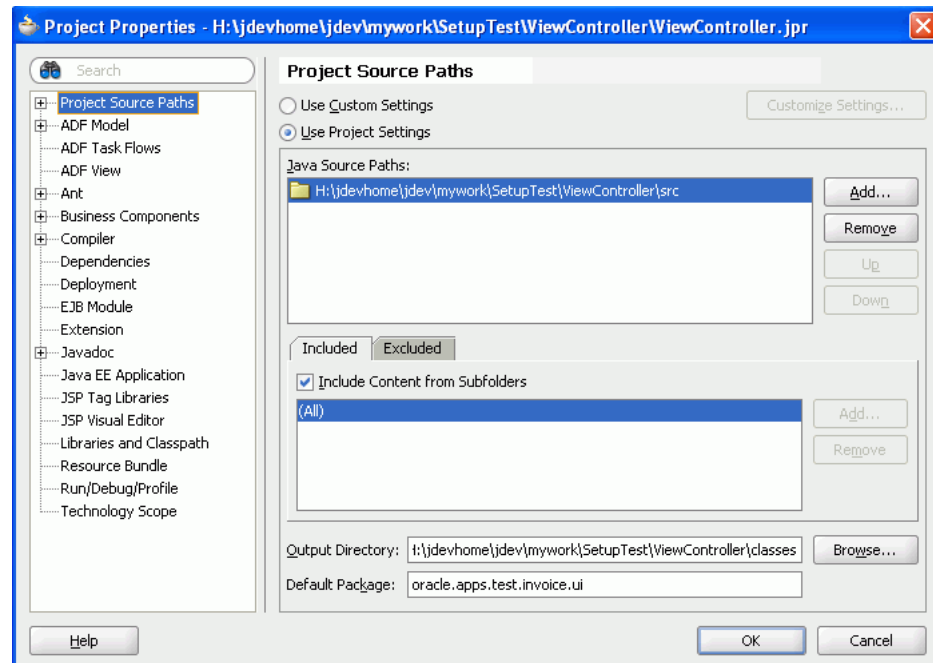 Project Properties - H:\jdevhome\jdev\mywork\SetupTest\ViewController\ViewController.jpr
Search
Project Source Paths
ADF Model
ADF Task Flows
ADF View
Ant
Business Components
Compiler
Dependencies
Deployment
EJB Module
Extension
Javadoc
Java EE Application
JSP Tag Libraries
JSP Visual Editor
Libraries and Classpath
Resource Bundle
Run/Debug/Profile
Technology Scope
Project Source Paths
Use Custom Settings
Customize Settings...
Use Project Settings
Java Source Paths:
H:\jdevhome\jdev\mywork\SetupTest\ViewController\src
Add...
Remove
Up
Down
Included
Excluded
Include Content from Subfolders
(All)
Add...
Remove
Output Directory:
H:\jdevhome\jdev\mywork\SetupTest\ViewController\classes
Browse...
Default Package:
oracle.apps.test.invoice.ui
Help
OK
Cancel